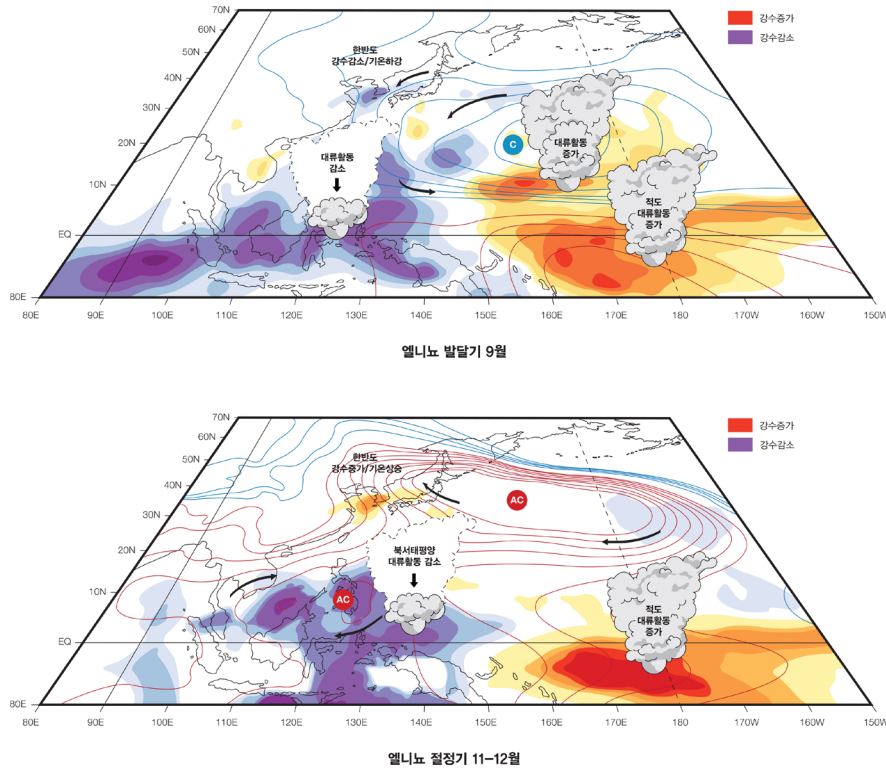 70N
60N
50N
40N
30N
20N
10N
EQ
80E
강수증가
강수감소
한반도
강수감소/기온하강
대류활동
감소
C
대류활동
증가
적도
대류활동
증가
80E
90E
100E
110E
120E
130E
140E
150E
160E
170E
180
170W
160W
150W
엘니뇨 발달기 9월
70N
60N
50N
40N
30N
20N
10N
EQ
80E
강수증가
강수감소
한반도
강수증가/기온상승
AC
북서태평양
대류활동 감소
AC
적도
대류활동
증가
80E
90E
100E
110E
120E
130E
140E
150E
160E
170E
180
170W
160W
150W
엘니뇨 절정기 11–12월